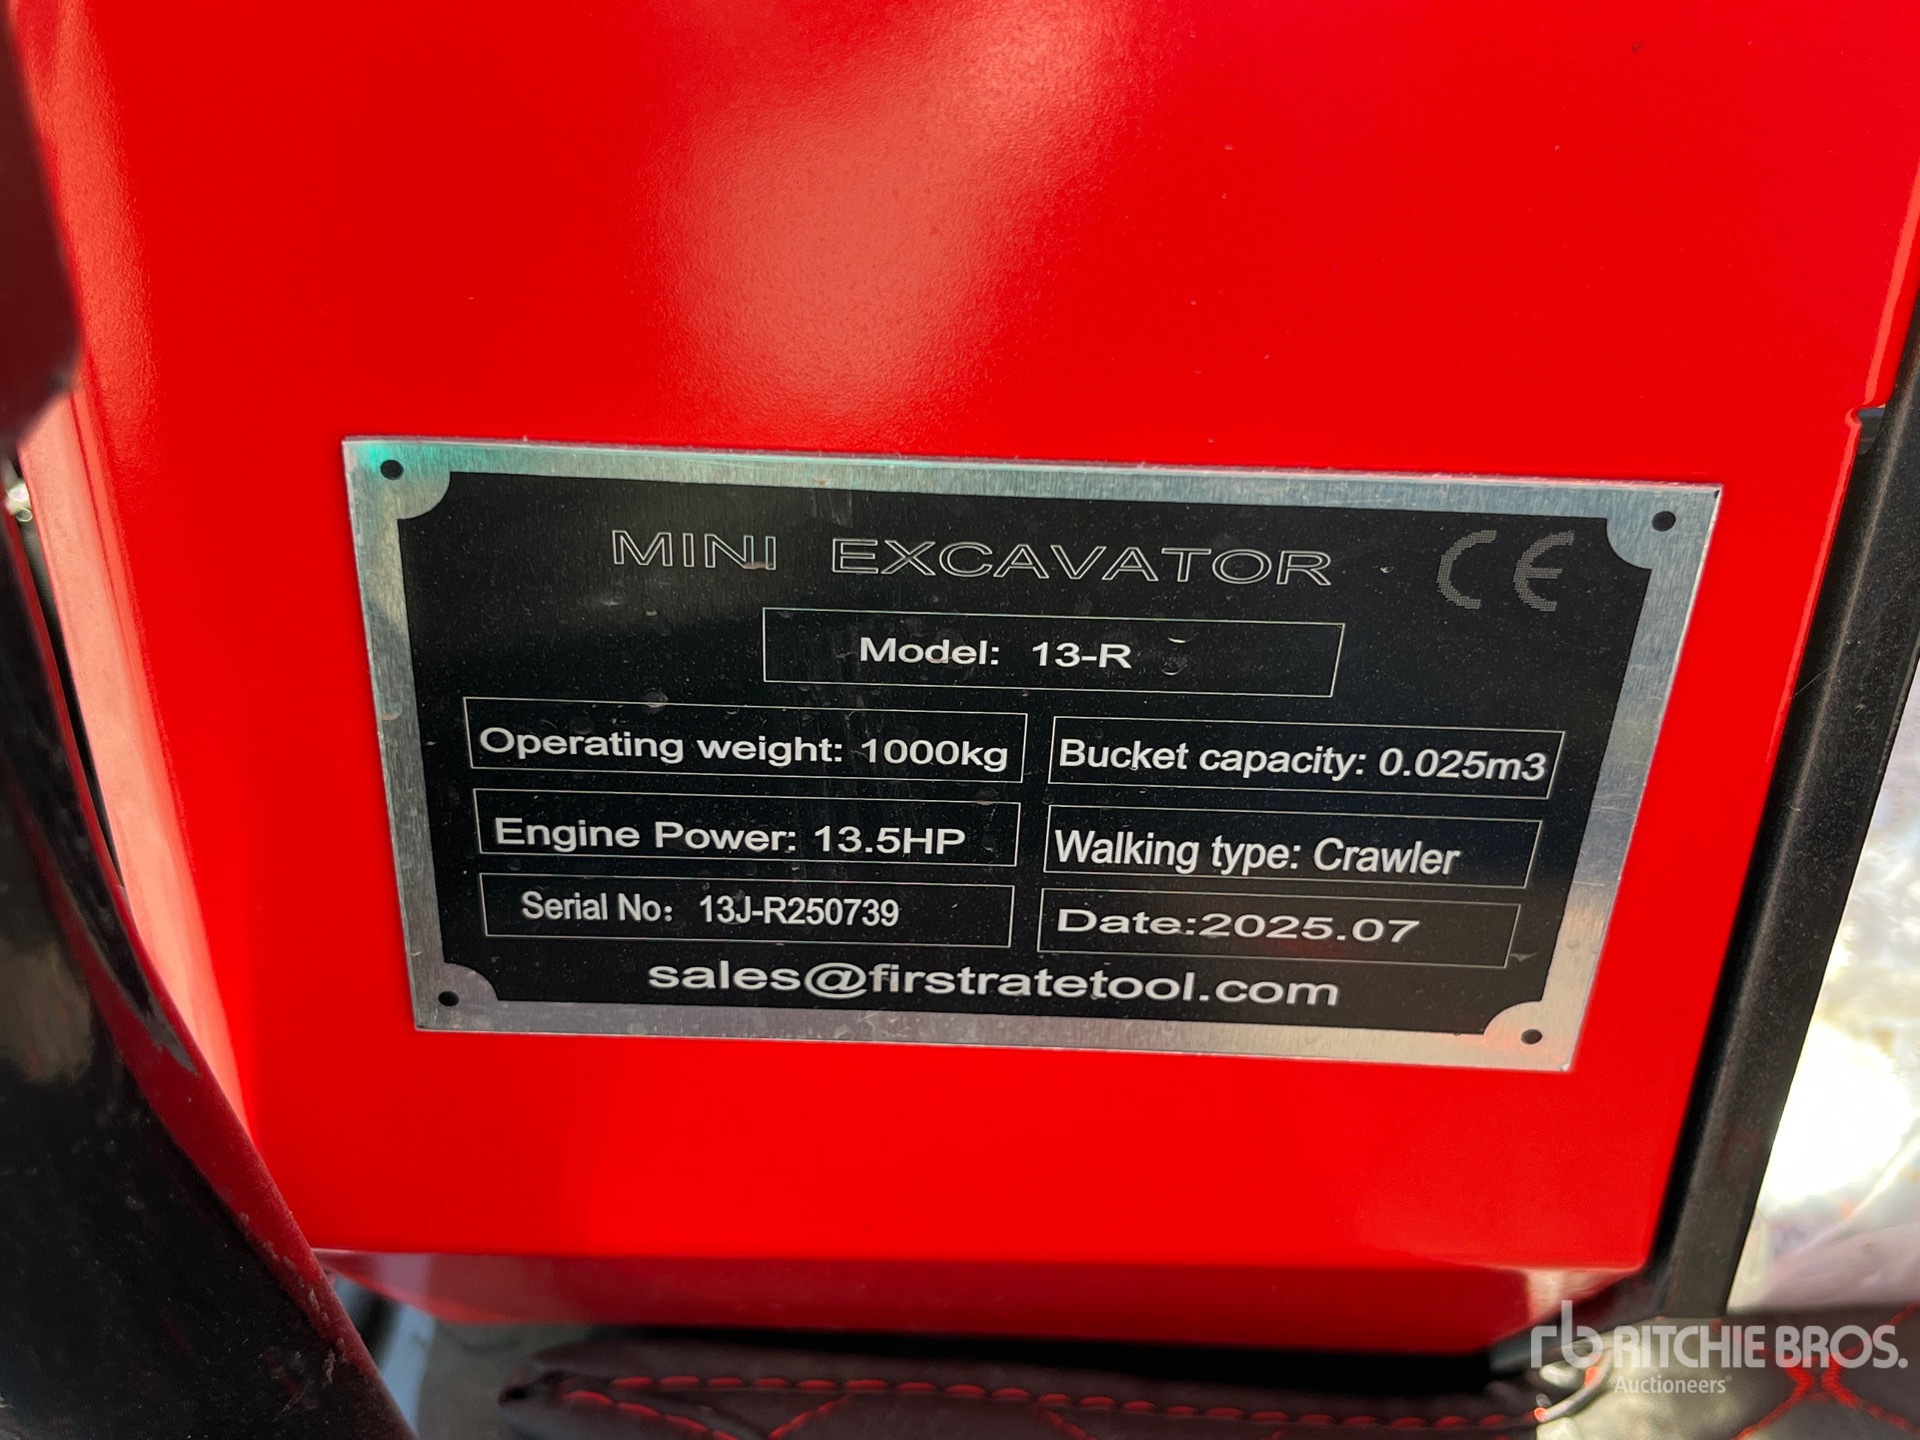 MINI EXCAVATOR CE
Model: 13-R
Operating weight: 1000kg
Bucket capacity: 0.025m3
Engine Power: 13.5HP
Walking type: Crawler
Serial No: 13J-R250739
Date:2025.07
sales@firstratetool.com
rb RITCHIE BROS.
Auctioneers